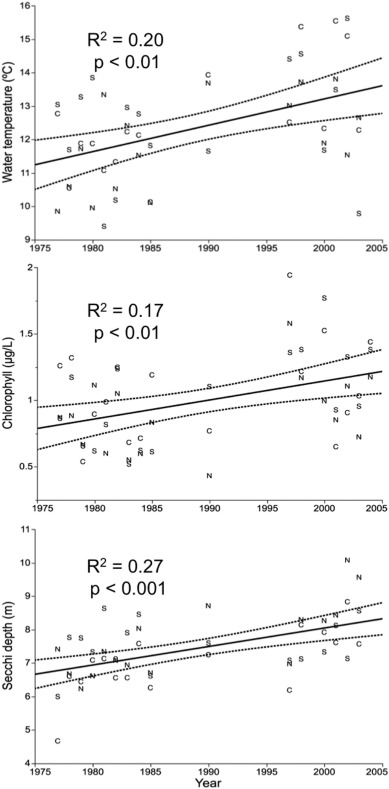 16
15
14
13
12
11
10
9
Water temperature (ºC)
R² = 0.20
p < 0.01
1975 1980 1985 1990 1995 2000 2005
2
1.5
1
0.5
Chlorophyll (µg/L)
R² = 0.17
p < 0.01
1975 1980 1985 1990 1995 2000 2005
11
10
9
8
7
6
5
4
Secchi depth (m)
R² = 0.27
p < 0.001
1975 1980 1985 1990 1995 2000 2005
Year